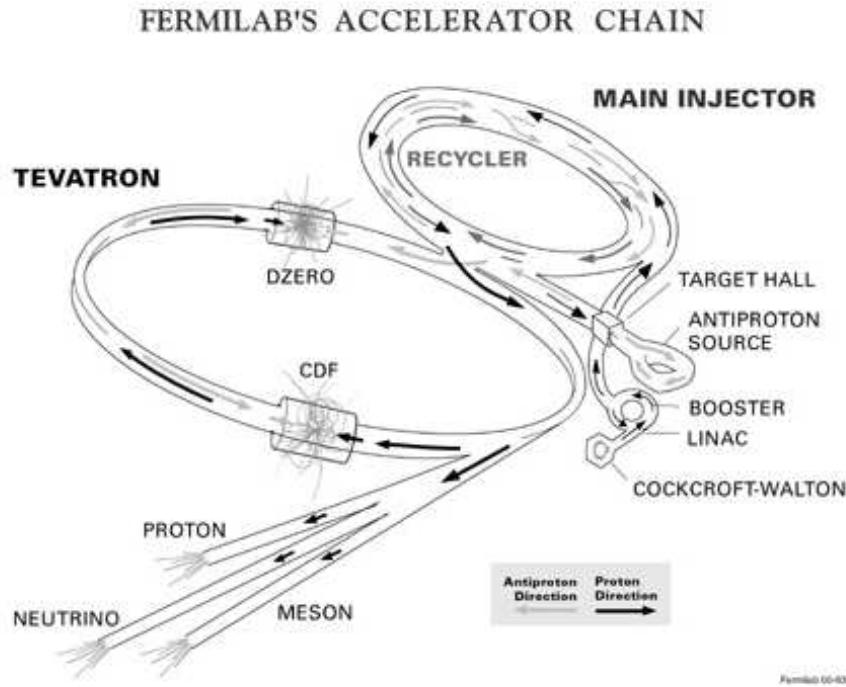 FERMILAB'S ACCELERATOR CHAIN
MAIN INJECTOR
RECYCLER
TEVATRON
DZERO
TARGET HALL
ANTIPROTON
SOURCE
CDF
BOOSTER
LINAC
COCKCROFT-WALTON
PROTON
NEUTRINO
MESON
Antiproton
Direction
Proton
Direction